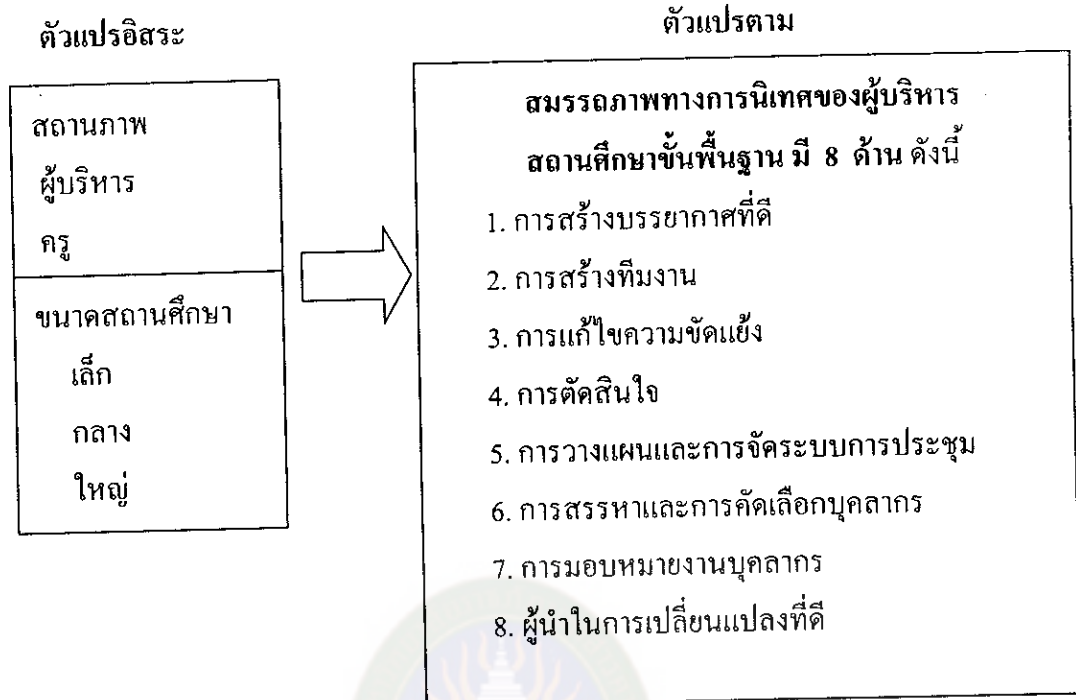 ตัวแปรอิสระ
สถานภาพ
ผู้บริหาร
ครู
ขนาดสถานศึกษา
เล็ก
กลาง
ใหญ่
ตัวแปรตาม
สมรรถภาพทางการนิเทศของผู้บริหาร
สถานศึกษาขั้นพื้นฐาน มี 8 ด้าน ดังนี้
1. การสร้างบรรยากาศที่ดี
2. การสร้างทีมงาน
3. การแก้ไขความขัดแย้ง
4. การตัดสินใจ
5. การวางแผนและการจัดระบบการประชุม
6. การสรรหาและการคัดเลือกบุคลากร
7. การมอบหมายงานบุคลากร
8. ผู้นำในการเปลี่ยนแปลงที่ดี